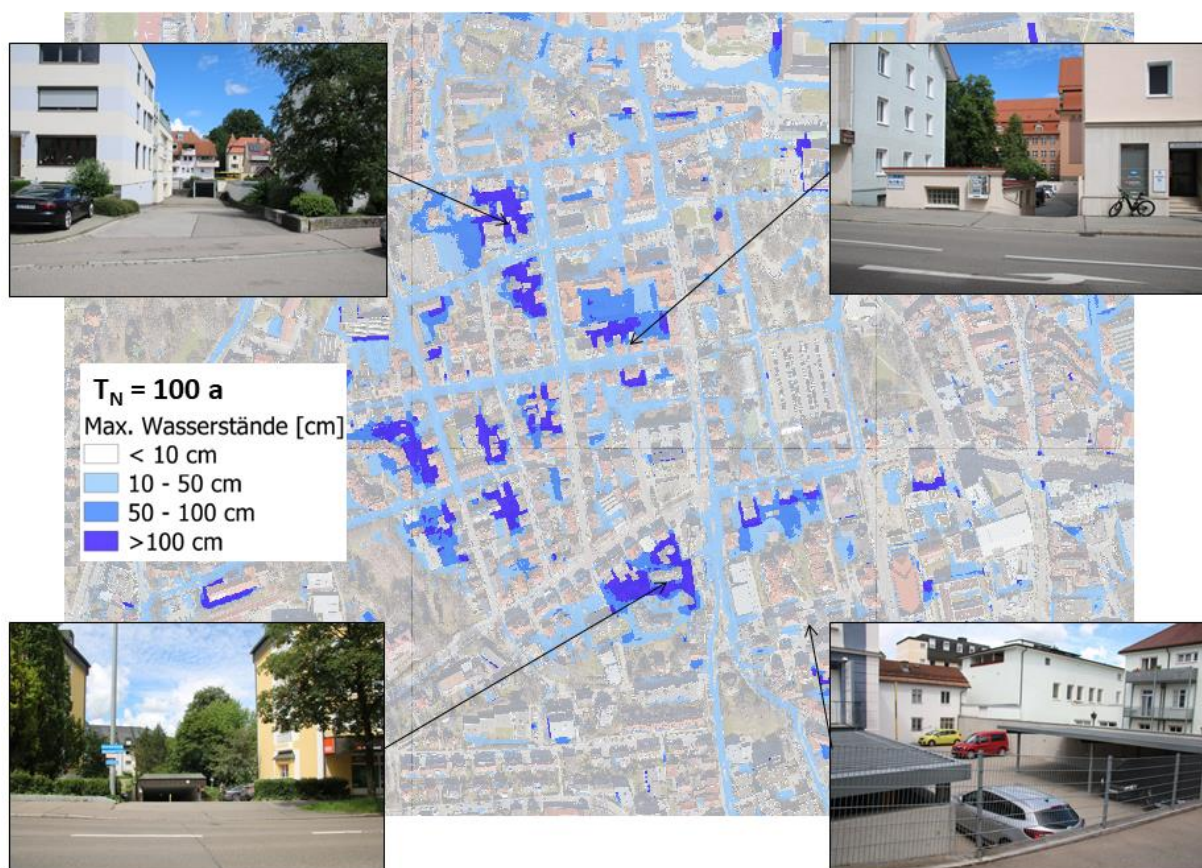 T_N = 100 a
Max. Wasserstände [cm]
< 10 cm
10 - 50 cm
50 - 100 cm
>100 cm